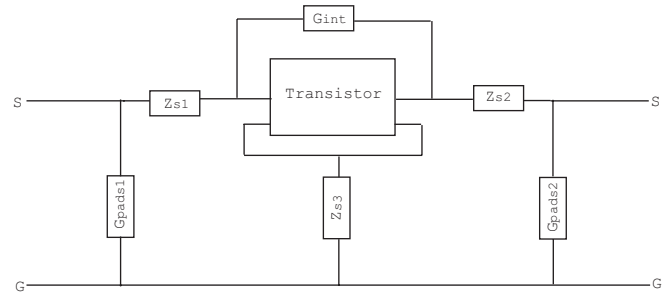 Gint
Transistor
S
Zs1
Zs2
S
Gpads1
Zs3
Gpads2
G
G